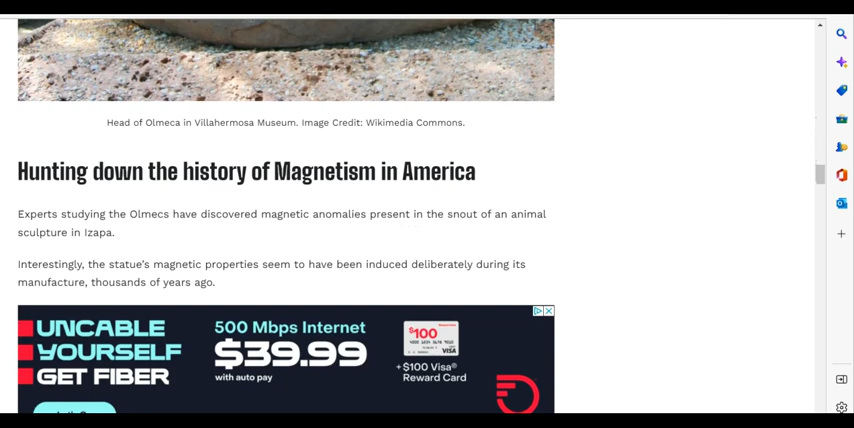 Head of Olmeca in Villahermosa Museum. Image Credit: Wikimedia Commons.
Hunting down the history of Magnetism in America
Experts studying the Olmecs have discovered magnetic anomalies present in the snout of an animal
sculpture in Izapa.
Interestingly, the statue's magnetic properties seem to have been induced deliberately during its
manufacture, thousands of years ago.
UNCABLE
YOURSELF
GET FIBER
500 Mbps Internet
$39.99
with auto pay
$100
VISA
+$100 Visa®
Reward Card